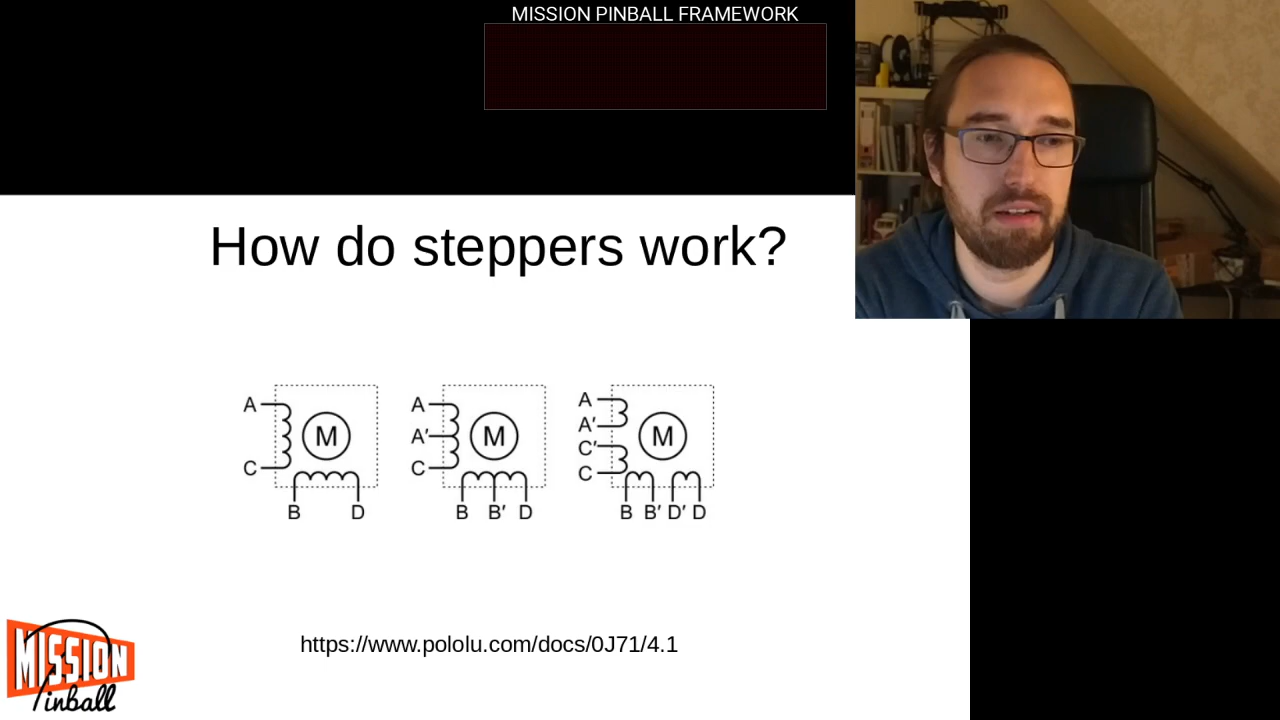 MISSION PINBALL FRAMEWORK
How do steppers work?
A
C
M
B
D
A
A′
C
M
B
B′
D
A
A′
C′
C
M
B
B′
D′
D
https://www.pololu.com/docs/0J71/4.1
MISSION
Pinball